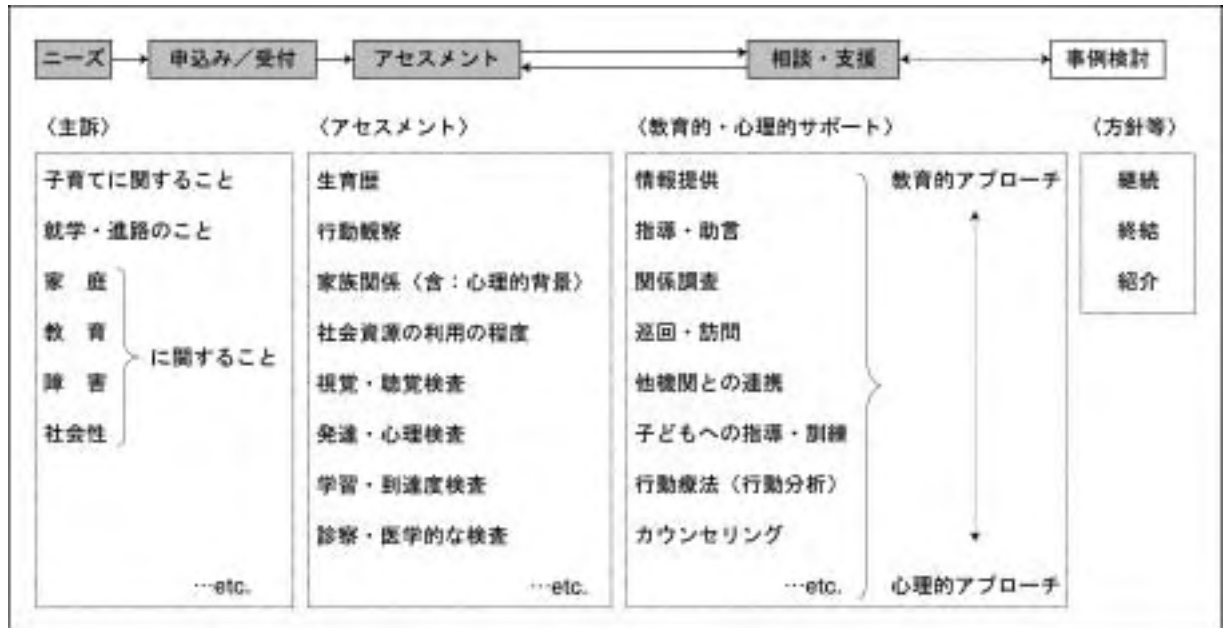 ニーズ
申込み／受付
アセスメント
相談・支援
事例検討
〈主訴〉
子育てに関すること
就学・進路のこと
家　庭
教　育
障　害
社会性
に関すること
…etc.
〈アセスメント〉
生育歴
行動観察
家族関係（含：心理的背景）
社会資源の利用の程度
視覚・聴覚検査
発達・心理検査
学習・到達度検査
診察・医学的な検査
…etc.
〈教育的・心理的サポート〉
情報提供
指導・助言
関係調査
巡回・訪問
他機関との連携
子どもへの指導・訓練
行動療法（行動分析）
カウンセリング
…etc.
教育的アプローチ
心理的アプローチ
〈方針等〉
継続
終結
紹介